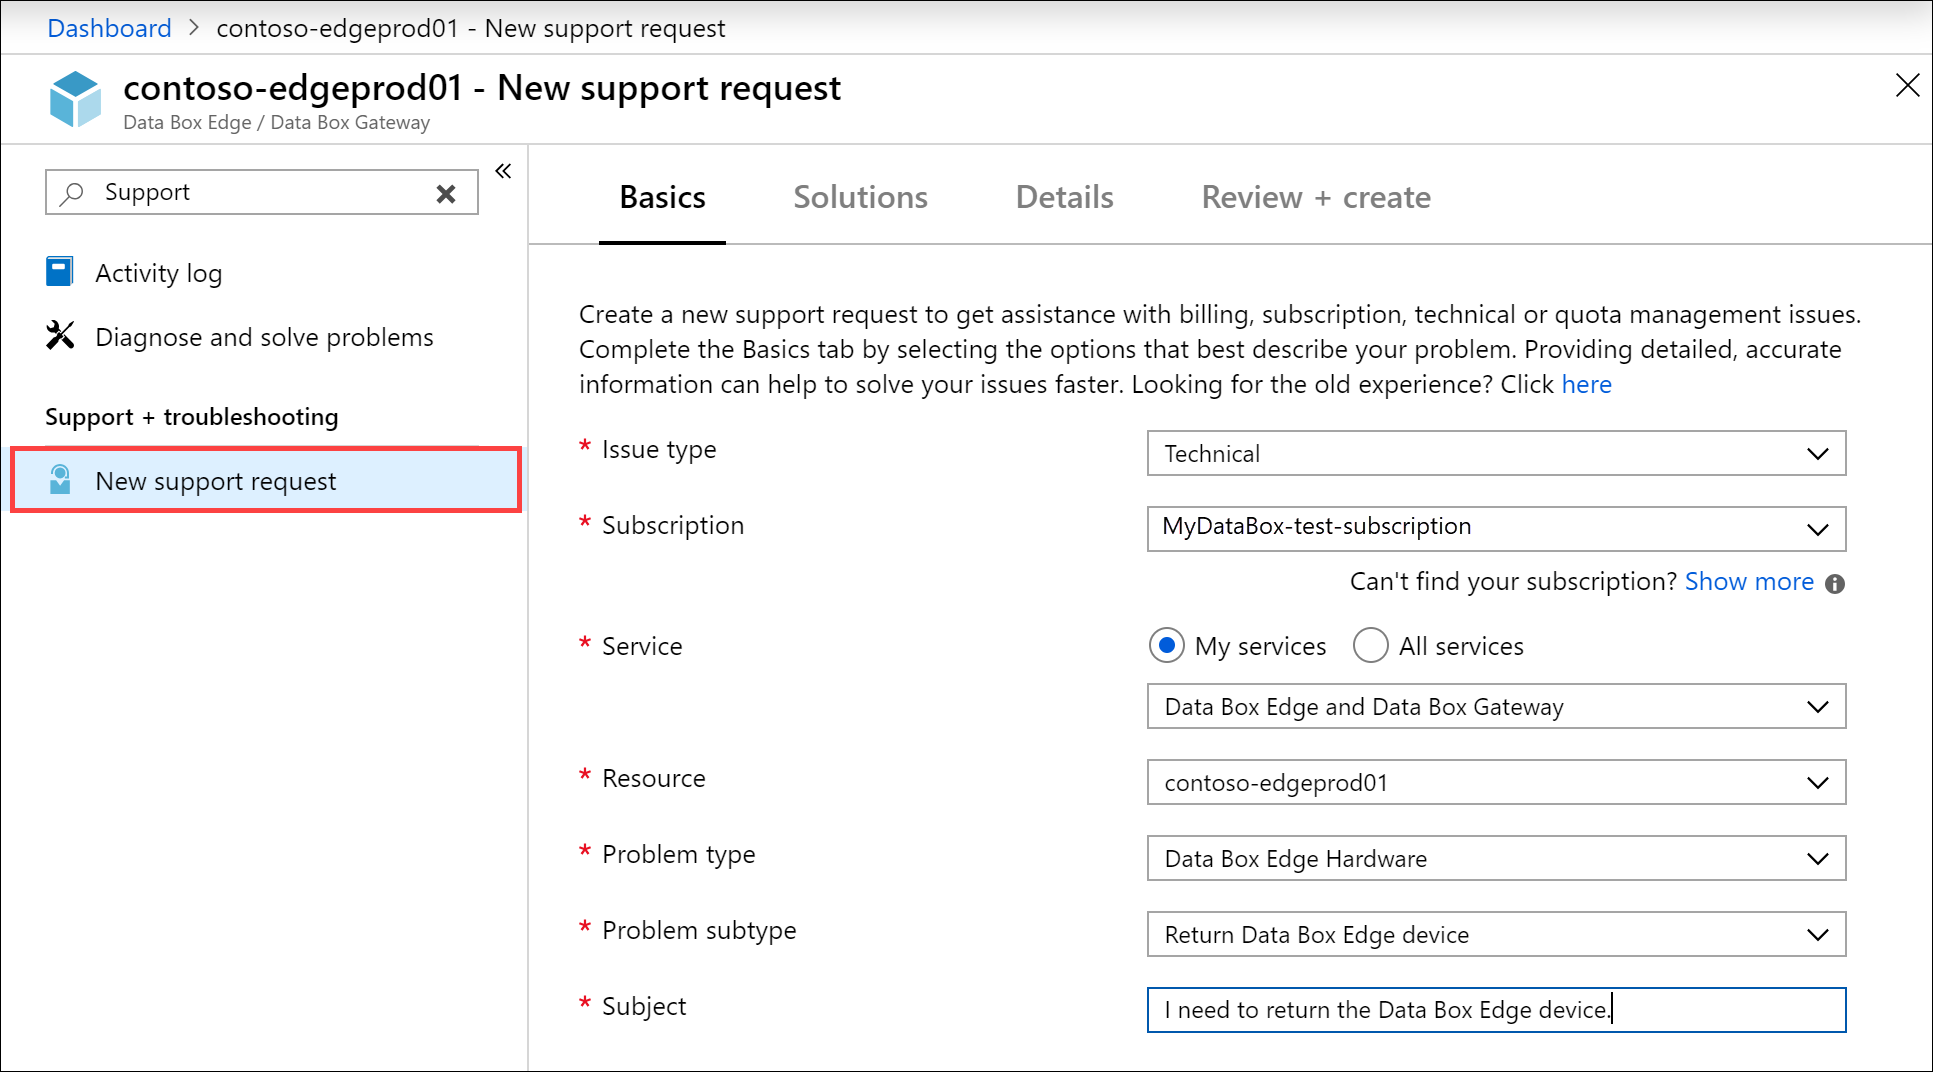 Dashboard > contoso-edgeprod01 - New support request
contoso-edgeprod01 - New support request
Data Box Edge / Data Box Gateway
Support
Activity log
Diagnose and solve problems
Support + troubleshooting
New support request
Basics Solutions Details Review + create
Create a new support request to get assistance with billing, subscription, technical or quota management issues.
Complete the Basics tab by selecting the options that best describe your problem. Providing detailed, accurate
information can help to solve your issues faster. Looking for the old experience? Click here
* Issue type Technical
* Subscription MyDataBox-test-subscription
Can't find your subscription? Show more
* Service My services All services
Data Box Edge and Data Box Gateway
* Resource contoso-edgeprod01
* Problem type Data Box Edge Hardware
* Problem subtype Return Data Box Edge device
* Subject I need to return the Data Box Edge device.